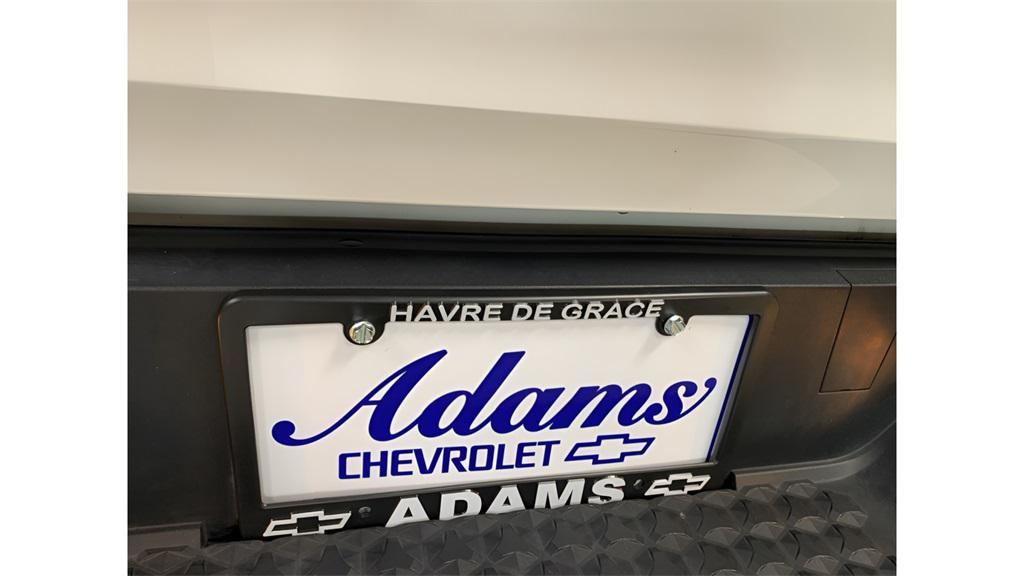 HAVRE DE GRACE
Adams
CHEVROLET
ADAMS